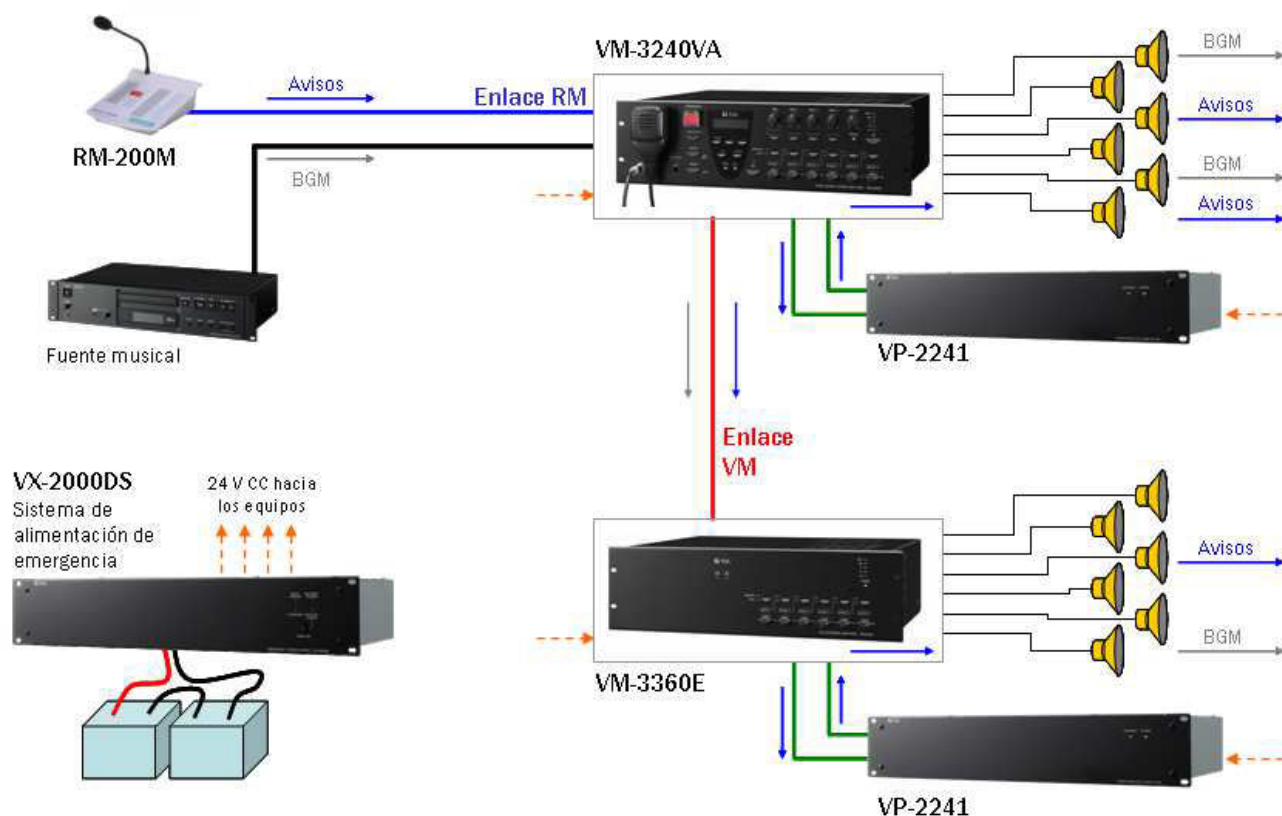 VM-3240VA
BGM
Avisos
Enlace RM
Avisos
RM-200M
BGM
BGM
Avisos
Fuente musical
VP-2241
Enlace
VM
VX-2000DS
Sistema de
alimentación de
emergencia
24 V CC hacia
los equipos
Avisos
BGM
VM-3360E
VP-2241